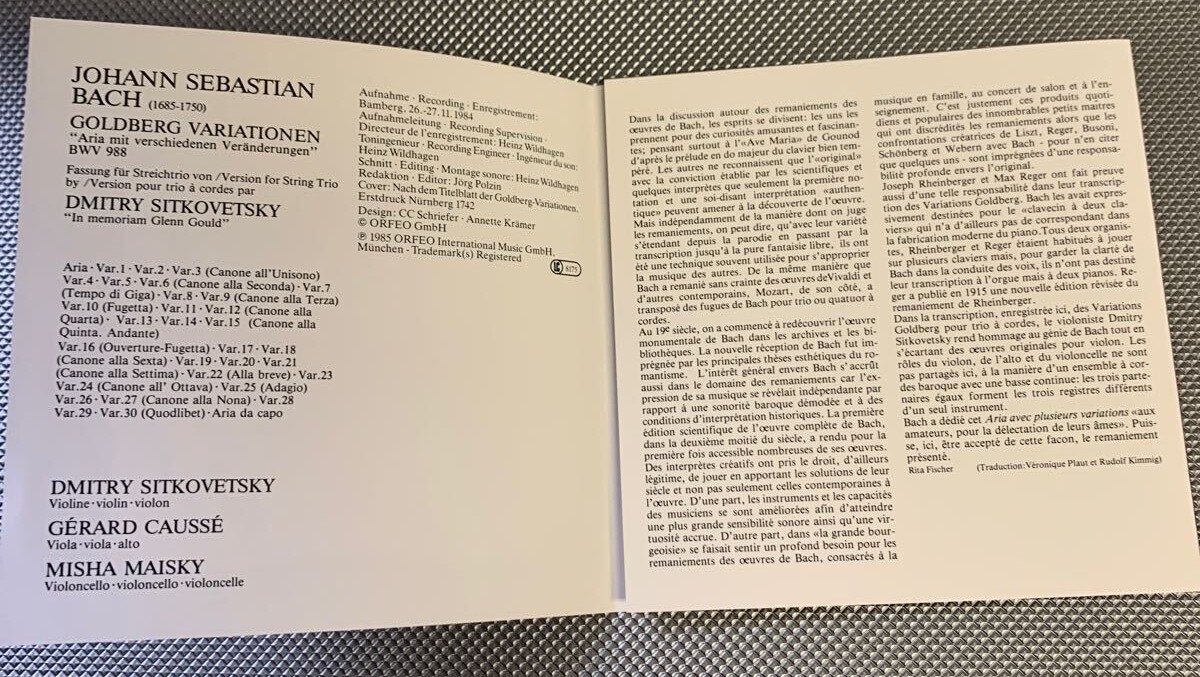 JOHANN SEBASTIAN
BACH (1685-1750)
GOLDBERG VARIATIONEN
“Aria mit verschiedenen Veränderungen”
BWV 988
Fassung für Streichtrio von /Version for String Trio
by /Version pour trio à cordes par
DMITRY SITKOVETSKY
“In memoriam Glenn Gould”
Aria · Var.1 · Var.2 · Var.3 (Canone all'Unisono)
Var.4 · Var.5 · Var.6 (Canone alla Seconda) · Var.7
(Tempo di Giga) · Var.8 · Var.9 (Canone alla Terza)
Var.10 (Fugetta) · Var.11 · Var.12 (Canone alla
Quarta) · Var.13 · Var.14 · Var.15 (Canone alla
Quinta. Andante)
Var.16 (Ouverture-Fugetta) · Var.17 · Var.18
(Canone alla Sexta) · Var.19 · Var.20 · Var.21
(Canone alla Settima) · Var.22 (Alla breve) · Var.23
Var.24 (Canone all' Ottava) · Var.25 (Adagio)
Var.26 · Var.27 (Canone alla Nona) · Var.28
Var.29 · Var.30 (Quodlibet) · Aria da capo
DMITRY SITKOVETSKY
Violine · violin · violon
GÉRARD CAUSSÉ
Viola · viola · alto
MISHA MAISKY
Violoncello · violoncello · violoncelle
Aufnahme · Recording · Enregistrement:
Bamberg, 26.-27.11.1984
Aufnahmeleitung · Recording Supervision ·
Directeur de l'enregistrement: Heinz Wildhagen
Toningenieur · Recording Engineer · Ingénieur du son:
Heinz Wildhagen
Schnitt · Editing · Montage sonore: Heinz Wildhagen
Redaktion · Editor: Jörg Polzin
Cover: Nach dem Titelblatt der Goldberg-Variationen,
Erstdruck Nürnberg 1742
Design: CC Schriefer · Annette Krämer
© ORFEO GmbH
℗ 1985 ORFEO International Music GmbH,
München · Trademark(s) Registered
8175
Dans la discussion autour des remaniements des
œuvres de Bach, les esprits se divisent: les uns les
prennent pour des curiosités amusantes et fascinan-
tes; pensant surtout à l'«Ave Maria» de Gounod
d'après le prélude en do majeur du clavier bien tem-
péré. Les autres ne reconnaissent que l'«original»
avec la conviction établie par les scientifiques et
quelques interprètes que seulement la première no-
tation et une soi-disant interprétation «authen-
tique» peuvent amener à la découverte de l'œuvre.
Mais indépendamment de la manière dont on juge
les remaniements, on peut dire, qu'avec leur variété
s'étendant depuis la parodie en passant par la
transcription jusqu'à la pure fantaisie libre, ils ont
été une technique souvent utilisée pour s'approprier
la musique des autres. De la même manière que
Bach a remanié sans crainte des œuvres deVivaldi et
d'autres contemporains, Mozart, de son côté, a
transposé des fugues de Bach pour trio ou quatuor à
cordes.
Au 19e siècle, on a commencé à redécouvrir l'œuvre
monumentale de Bach dans les archives et les bi-
bliothèques. La nouvelle réception de Bach fut im-
prégnée par les principales thèses esthétiques du ro-
mantisme. L'intérêt général envers Bach s'accrût
aussi dans le domaine des remaniements car l'ex-
pression de sa musique se révélait indépendante par
rapport à une sonorité baroque démodée et à des
conditions d'interprétation historiques. La première
édition scientifique de l'œuvre complète de Bach,
dans la deuxième moitié du siècle, a rendu pour la
première fois accessible nombreuses de ses œuvres.
Des interprètes créatifs ont pris le droit, d'ailleurs
légitime, de jouer en apportant les solutions de leur
siècle et non pas seulement celles contemporaines à
l'œuvre. D'une part, les instruments et les capacités
des musiciens se sont améliorées afin d'atteindre
une plus grande sensibilité sonore ainsi qu'une vir-
tuosité accrue. D'autre part, dans «la grande bour-
geoisie» se faisait sentir un profond besoin pour les
remaniements des œuvres de Bach, consacrés à la
musique en famille, au concert de salon et à l'en-
seignement. C'est justement ces produits quoti-
diens et populaires des innombrables petits maitres
qui ont discrédités les remaniements alors que les
confrontations créatrices de Liszt, Reger, Busoni,
Schönberg et Webern avec Bach - pour n'en citer
que quelques uns - sont imprégnées d'une responsa-
bilité profonde envers l'original.
Joseph Rheinberger et Max Reger ont fait preuve
aussi d'une telle responsabilité dans leur transcrip-
tion des Variations Goldberg. Bach les avait expres-
sivement destinées pour le «clavecin à deux cla-
viers» qui n'a d'ailleurs pas de correspondant dans
la fabrication moderne du piano.Tous deux organis-
tes, Rheinberger et Reger étaient habitués à jouer
sur plusieurs claviers mais, pour garder la clarté de
Bach dans la conduite des voix, ils n'ont pas destiné
leur transcription à l'orgue mais à deux pianos. Re-
ger a publié en 1915 une nouvelle édition révisée du
remaniement de Rheinberger.
Dans la transcription, enregistrée ici, des Variations
Goldberg pour trio à cordes, le violoniste Dmitry
Sitkovetsky rend hommage au génie de Bach tout en
s'écartant des œuvres originales pour violon. Les
rôles du violon, de l'alto et du violoncelle ne sont
pas partagés ici, à la manière d'un ensemble à cor-
des baroque avec une basse continue: les trois parte-
naires égaux forment les trois registres différents
d'un seul instrument.
Bach a dédié cet Aria avec plusieurs variations «aux
amateurs, pour la délectation de leurs âmes». Puis-
se, ici, être accepté de cette facon, le remaniement
présenté.
Rita Fischer (Traduction: Véronique Plaut et Rudolf Kimmig)